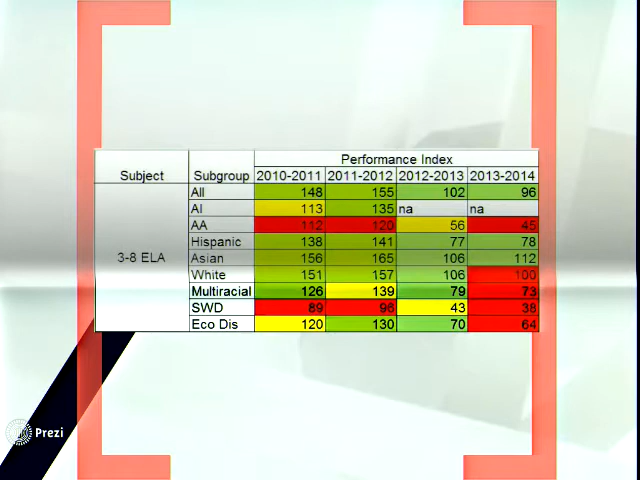 Performance Index
Subject Subgroup 2010-2011 2011-2012 2012-2013 2013-2014
All 148 155 102 96
AI 113 135 na na
AA 112 120 56 45
Hispanic 138 141 77 78
3-8 ELA Asian 156 165 106 112
White 151 157 106 100
Multiracial 126 139 79 73
SWD 89 96 43 38
Eco Dis 120 130 70 64
Prezi